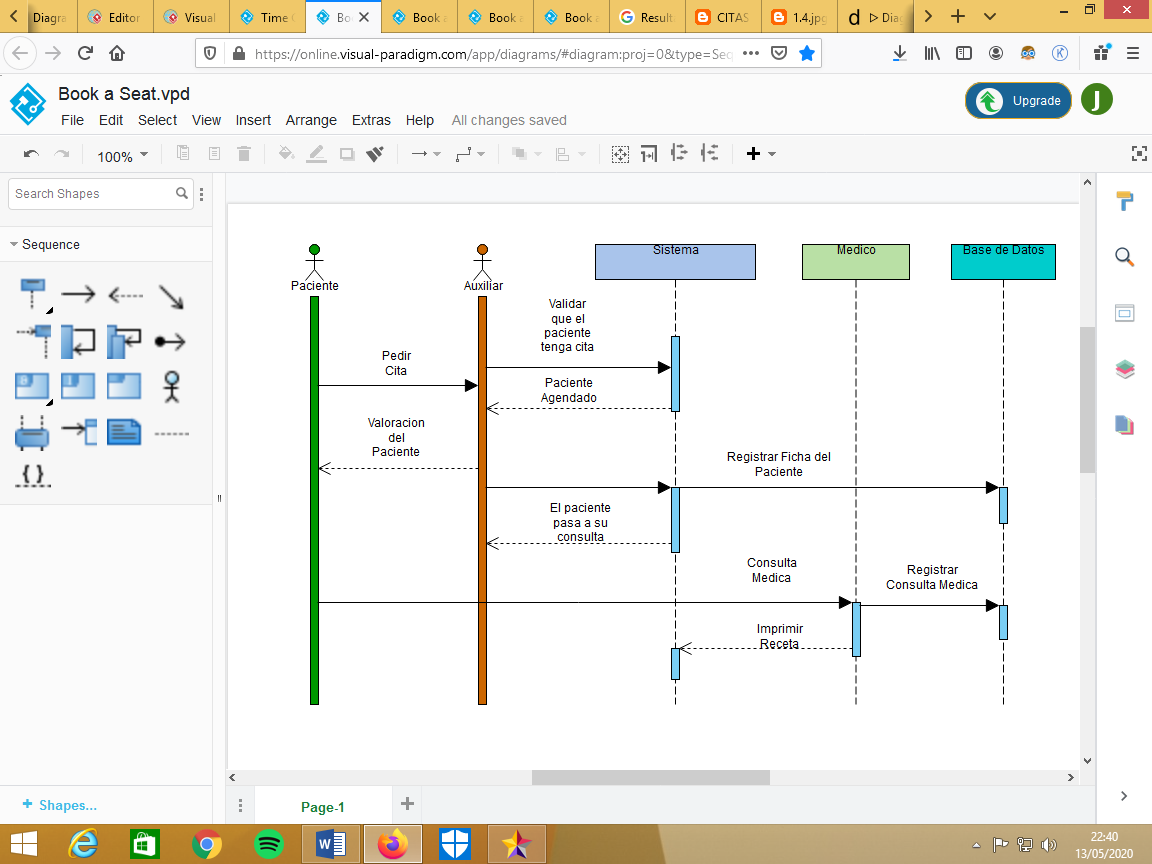 Diagra
Editor
Visual
Time
Bo
Book
Book
Book
Result
CITAS
1.4.jpg
Diag
https://online.visual-paradigm.com/app/diagrams/#diagram:proj=0&type=Seq
Book a Seat.vpd
Upgrade
J
File Edit Select View Insert Arrange Extras Help All changes saved
100%
Search Shapes
Sequence
Paciente
Auxiliar
Sistema
Medico
Base de Datos
Validar
que el
paciente
tenga cita
Pedir
Cita
Paciente
Agendado
Valoracion
del
Paciente
Registrar Ficha del
Paciente
El paciente
pasa a su
consulta
Consulta
Medica
Registrar
Consulta Medica
Imprimir
Receta
+ Shapes...
Page-1
22:40
13/05/2020